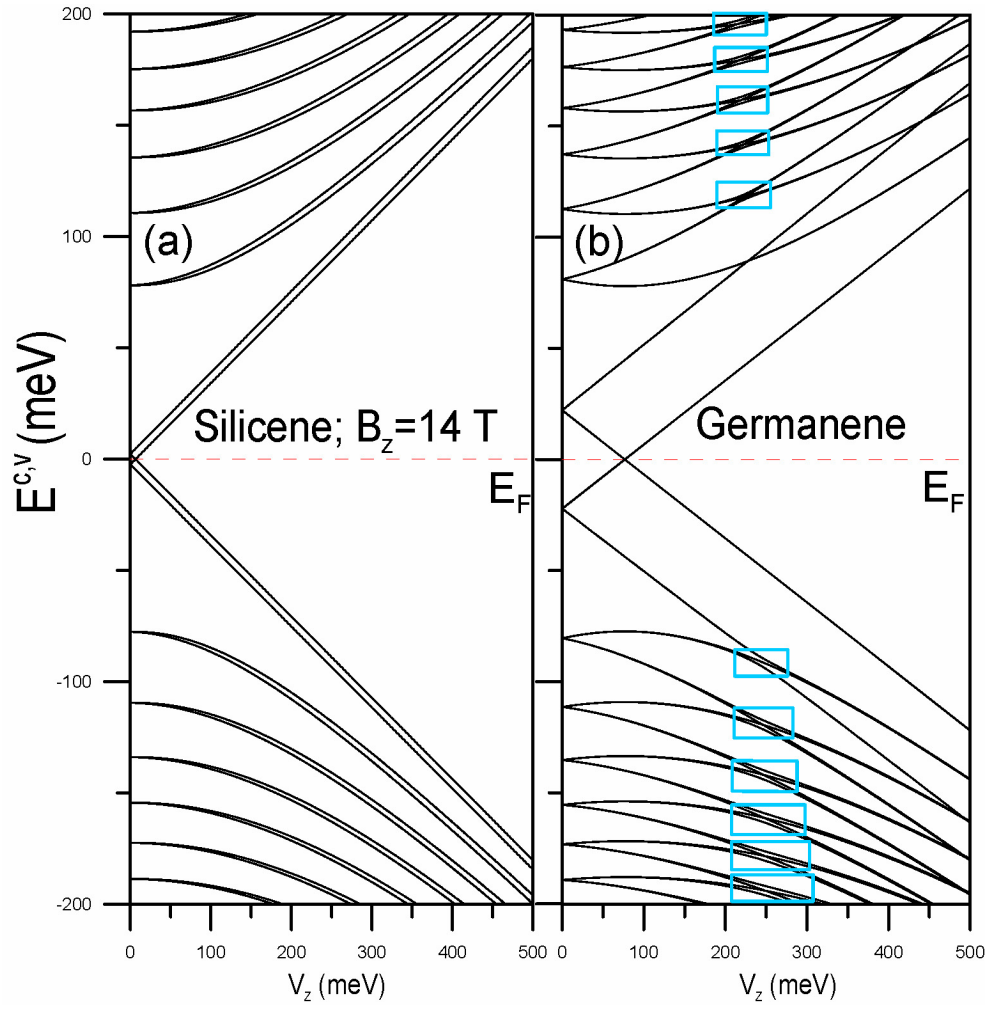 200
100
0
-100
-200
E^c,v (meV)
(a)
Silicene; B_z=14 T
E_F
0 100 200 300 400 500
V_z (meV)
(b)
Germanene
E_F
0 100 200 300 400 500
V_z (meV)